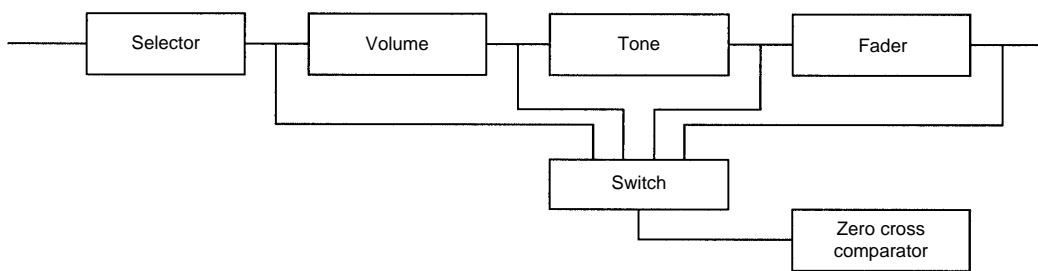 Selector
Volume
Tone
Fader
Switch
Zero cross
comparator